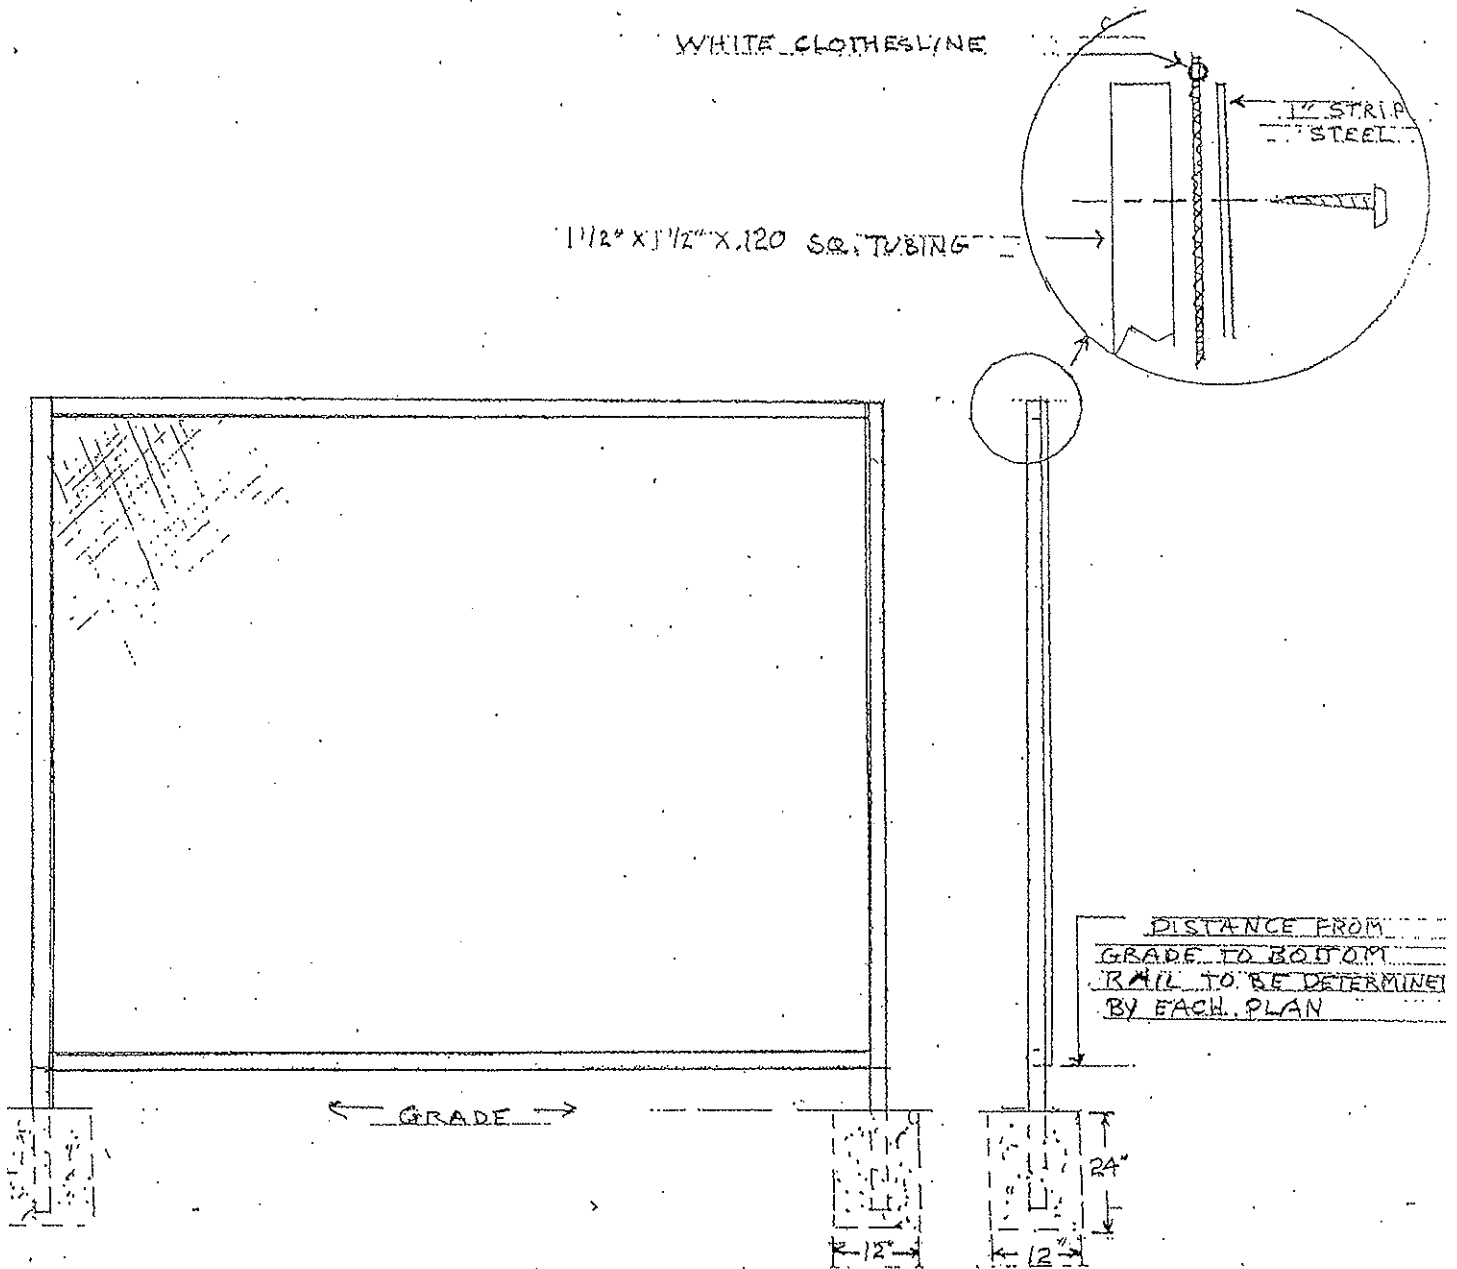 WHITE CLOTHESLINE
1" STRIP
STEEL
1 1/2" X 1 1/2" X .120 SQ. TUBING
DISTANCE FROM
GRADE TO BOTTOM
RAIL TO BE DETERMINE
BY EACH PLAN
GRADE
24"
12"
12"